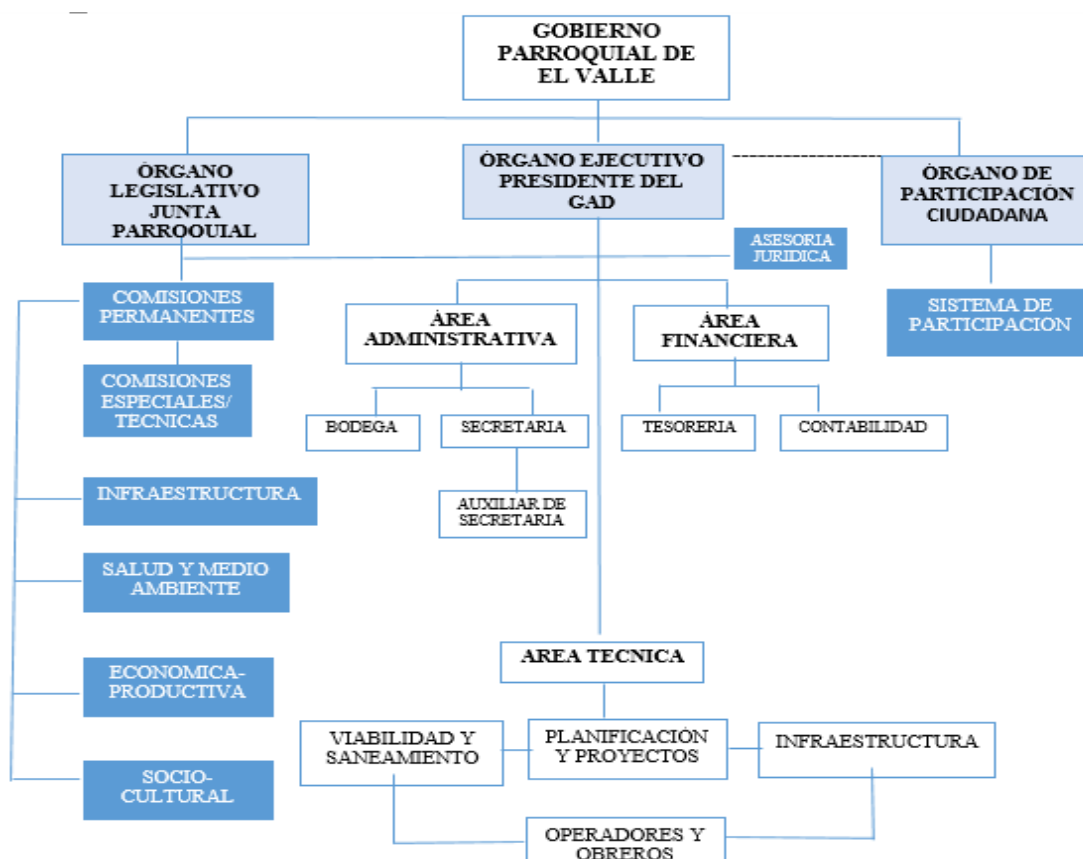 GOBIERNO
PARROQUIAL DE
EL VALLE
ÓRGANO
LEGISLATIVO
JUNTA
PARROQUIAL
ÓRGANO EJECUTIVO
PRESIDENTE DEL
GAD
ÓRGANO DE
PARTICIPACIÓN
CIUDADANA
ASESORIA
JURIDICA
COMISIONES
PERMANENTES
ÁREA
ADMINISTRATIVA
ÁREA
FINANCIERA
SISTEMA DE
PARTICIPACIÓN
COMISIONES
ESPECIALES/
TECNICAS
BODEGA
SECRETARIA
TESORERIA
CONTABILIDAD
INFRAESTRUCTURA
AUXILIAR DE
SECRETARIA
SALUD Y MEDIO
AMBIENTE
AREA TECNICA
ECONOMICA-
PRODUCTIVA
VIABILIDAD Y
SANEAMIENTO
PLANIFICACIÓN
Y PROYECTOS
INFRAESTRUCTURA
SOCIO-
CULTURAL
OPERADORES Y
OBREROS